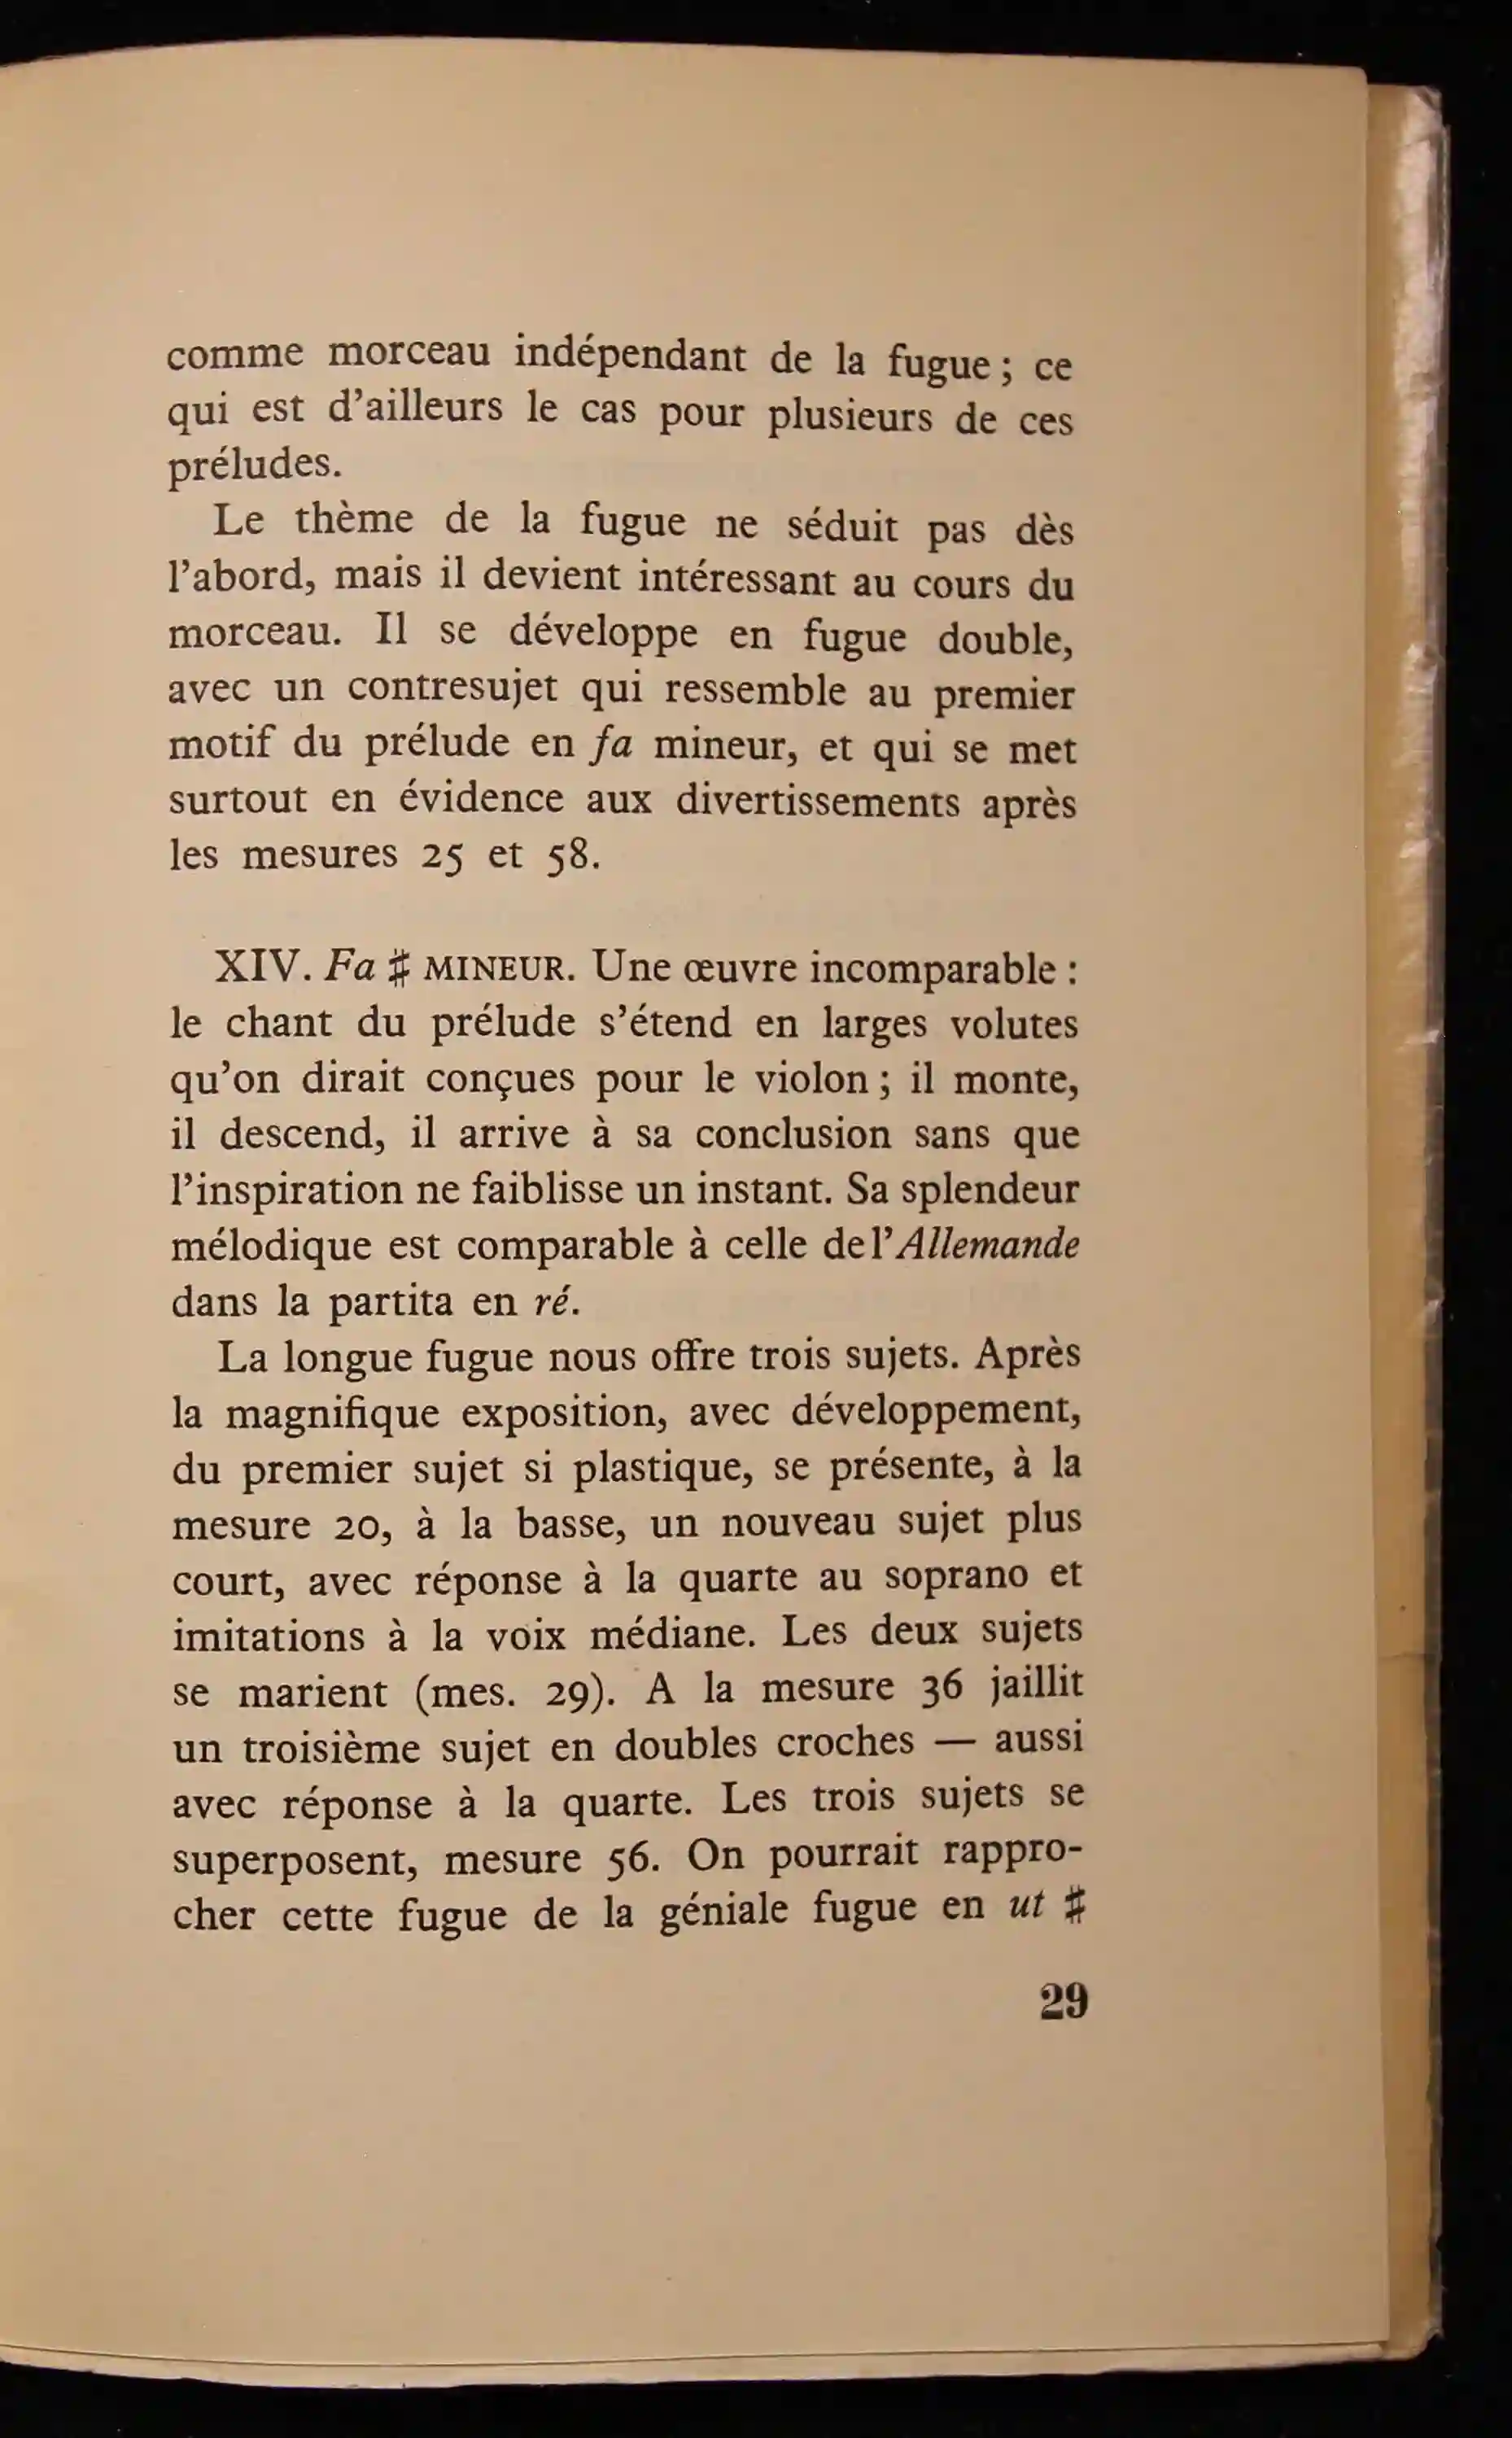 comme morceau indépendant de la fugue ; ce
qui est d’ailleurs le cas pour plusieurs de ces
préludes.
Le thème de la fugue ne séduit pas dès
l’abord, mais il devient intéressant au cours du
morceau. Il se développe en fugue double,
avec un contresujet qui ressemble au premier
motif du prélude en fa mineur, et qui se met
surtout en évidence aux divertissements après
les mesures 25 et 58.
XIV. Fa ♯ MINEUR. Une œuvre incomparable :
le chant du prélude s’étend en larges volutes
qu’on dirait conçues pour le violon ; il monte,
il descend, il arrive à sa conclusion sans que
l’inspiration ne faiblisse un instant. Sa splendeur
mélodique est comparable à celle de l’Allemande
dans la partita en ré.
La longue fugue nous offre trois sujets. Après
la magnifique exposition, avec développement,
du premier sujet si plastique, se présente, à la
mesure 20, à la basse, un nouveau sujet plus
court, avec réponse à la quarte au soprano et
imitations à la voix médiane. Les deux sujets
se marient (mes. 29). A la mesure 36 jaillit
un troisième sujet en doubles croches — aussi
avec réponse à la quarte. Les trois sujets se
superposent, mesure 56. On pourrait rappro-
cher cette fugue de la géniale fugue en ut ♯
29